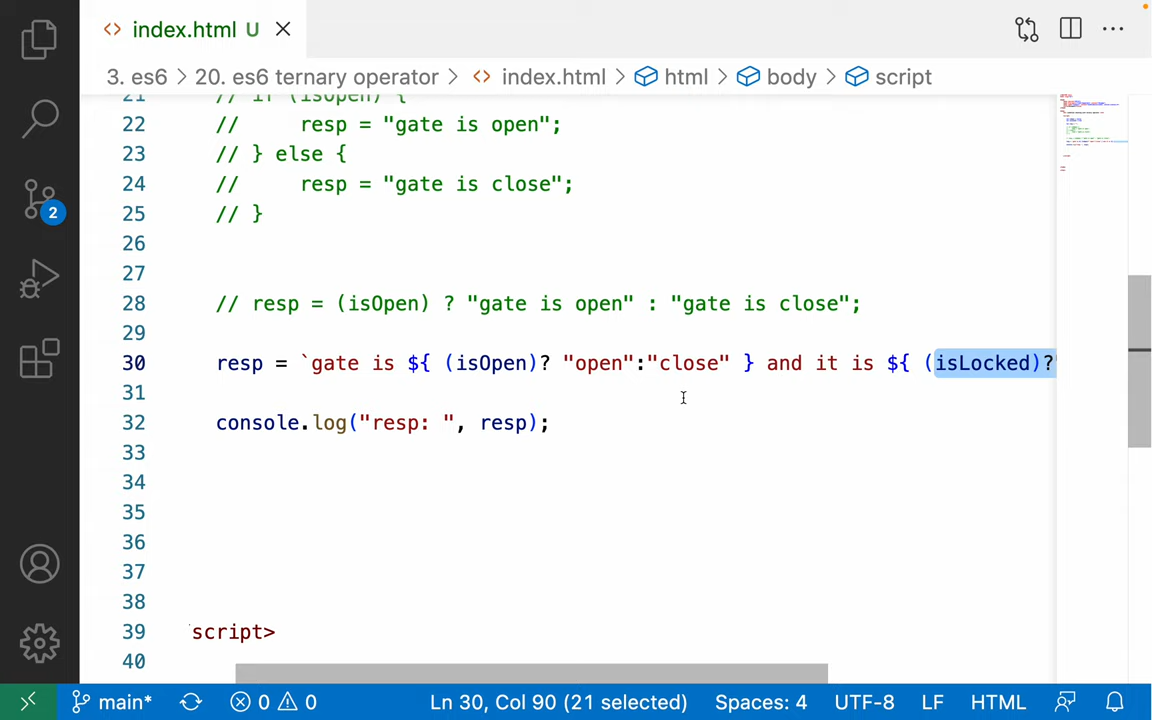 index.html U
3. es6 > 20. es6 ternary operator > index.html > html > body > script
21 // if (isOpen) {
22 // resp = "gate is open";
23 // } else {
24 // resp = "gate is close";
25 // }
26
27
28 // resp = (isOpen) ? "gate is open" : "gate is close";
29
30 resp = `gate is ${ (isOpen)? "open":"close" } and it is ${ (isLocked)?"
31
32 console.log("resp: ", resp);
33
34
35
36
37
38
39 script>
40
2
main* 0 0 Ln 30, Col 90 (21 selected) Spaces: 4 UTF-8 LF HTML